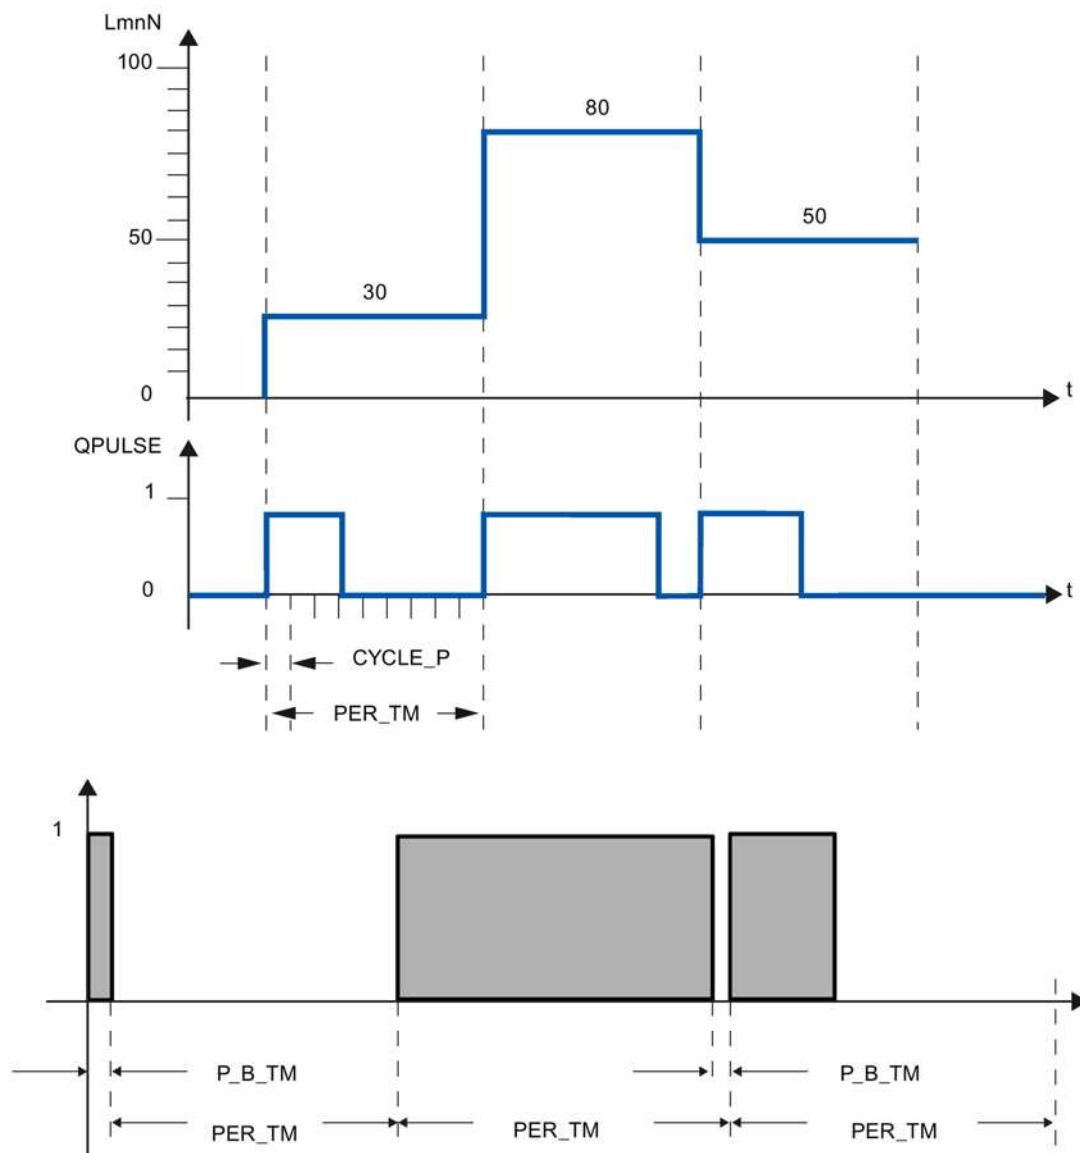 LmnN
100
80
50
50
30
0
t
QPULSE
1
0
t
CYCLE_P
PER_TM
1
P_B_TM P_B_TM
PER_TM PER_TM PER_TM